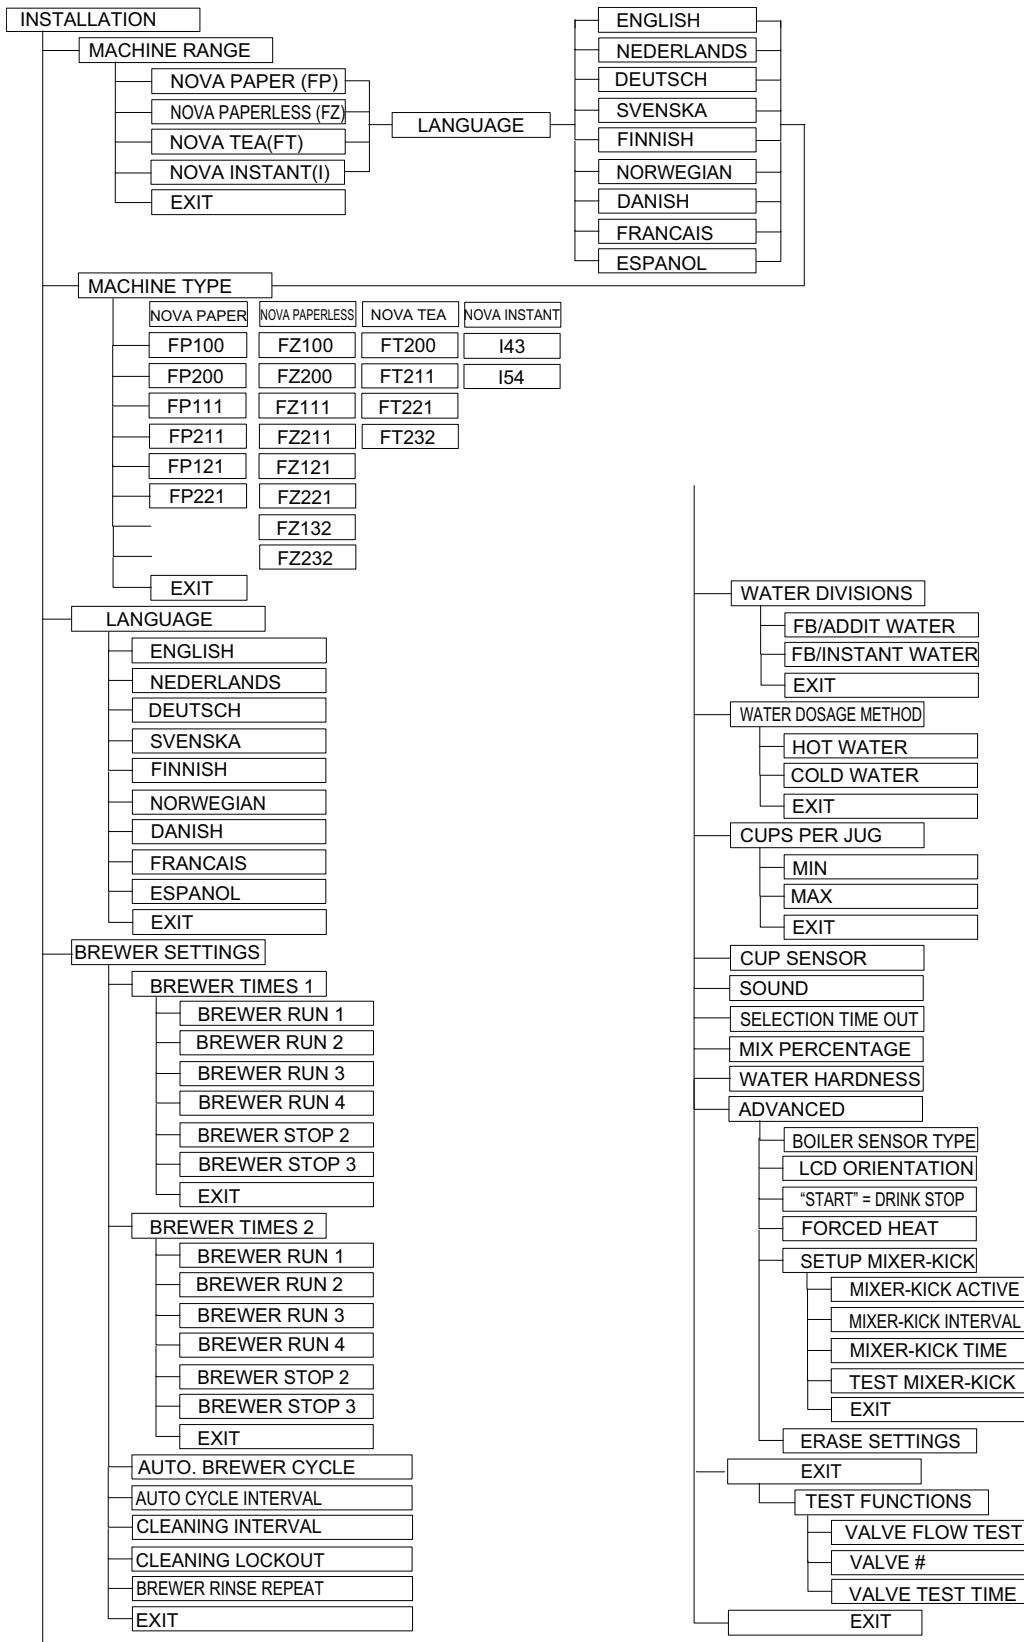 INSTALLATION
MACHINE RANGE
NOVA PAPER (FP)
NOVA PAPERLESS (FZ)
NOVA TEA(FT)
NOVA INSTANT(I)
EXIT
LANGUAGE
ENGLISH
NEDERLANDS
DEUTSCH
SVENSKA
FINNISH
NORWEGIAN
DANISH
FRANCAIS
ESPANOL
MACHINE TYPE
NOVA PAPER NOVA PAPERLESS NOVA TEA NOVA INSTANT
FP100 FZ100 FT200 I43
FP200 FZ200 FT211 I54
FP111 FZ111 FT221
FP211 FZ211 FT232
FP121 FZ121
FP221 FZ221
FZ132
FZ232
EXIT
LANGUAGE
ENGLISH
NEDERLANDS
DEUTSCH
SVENSKA
FINNISH
NORWEGIAN
DANISH
FRANCAIS
ESPANOL
EXIT
BREWER SETTINGS
BREWER TIMES 1
BREWER RUN 1
BREWER RUN 2
BREWER RUN 3
BREWER RUN 4
BREWER STOP 2
BREWER STOP 3
EXIT
BREWER TIMES 2
BREWER RUN 1
BREWER RUN 2
BREWER RUN 3
BREWER RUN 4
BREWER STOP 2
BREWER STOP 3
EXIT
AUTO. BREWER CYCLE
AUTO CYCLE INTERVAL
CLEANING INTERVAL
CLEANING LOCKOUT
BREWER RINSE REPEAT
EXIT
WATER DIVISIONS
FB/ADDIT WATER
FB/INSTANT WATER
EXIT
WATER DOSAGE METHOD
HOT WATER
COLD WATER
EXIT
CUPS PER JUG
MIN
MAX
EXIT
CUP SENSOR
SOUND
SELECTION TIME OUT
MIX PERCENTAGE
WATER HARDNESS
ADVANCED
BOILER SENSOR TYPE
LCD ORIENTATION
“START” = DRINK STOP
FORCED HEAT
SETUP MIXER-KICK
MIXER-KICK ACTIVE
MIXER-KICK INTERVAL
MIXER-KICK TIME
TEST MIXER-KICK
EXIT
ERASE SETTINGS
EXIT
TEST FUNCTIONS
VALVE FLOW TEST
VALVE #
VALVE TEST TIME
EXIT